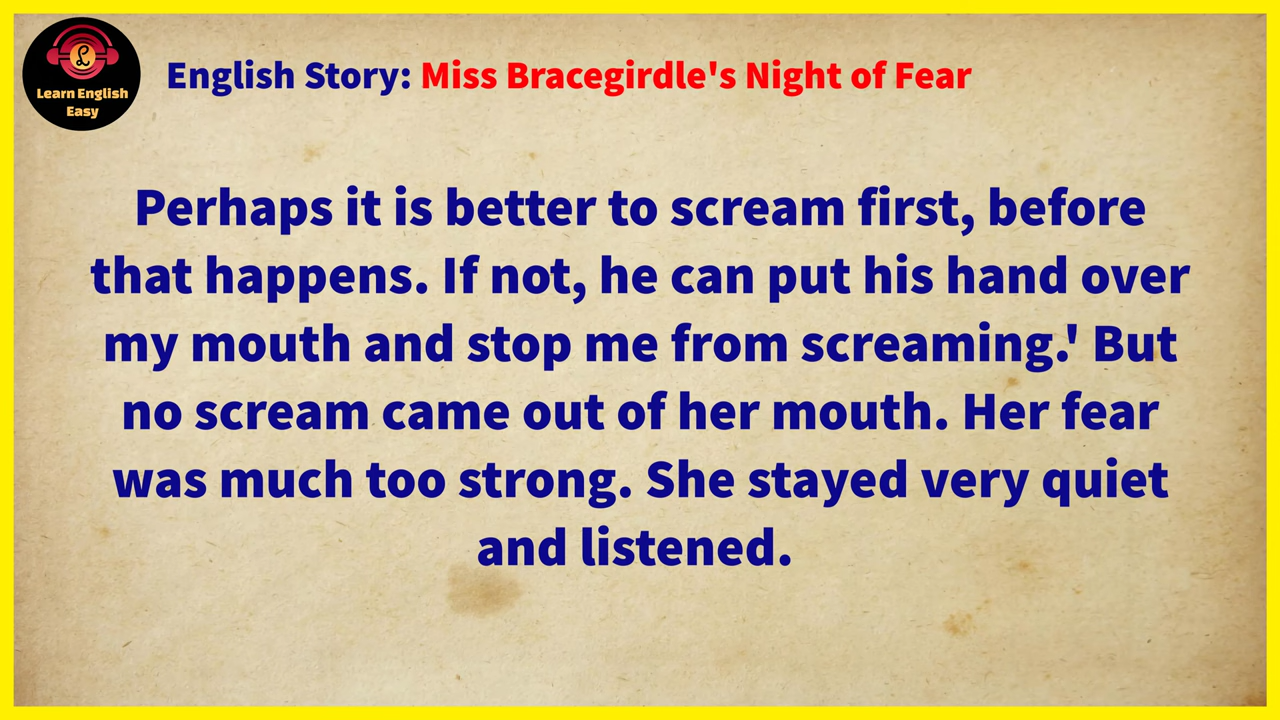 Learn English
Easy
English Story: Miss Bracegirdle's Night of Fear
Perhaps it is better to scream first, before
that happens. If not, he can put his hand over
my mouth and stop me from screaming.' But
no scream came out of her mouth. Her fear
was much too strong. She stayed very quiet
and listened.